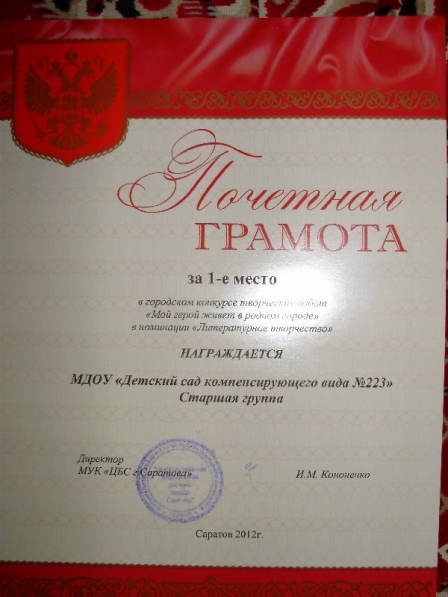 Почетная
ГРАМОТА
за 1-е место
в городском конкурсе творческих работ
«Мой герой живет в родном городе»
в номинации «Литературное творчество»
НАГРАЖДАЕТСЯ
МДОУ «Детский сад компенсирующего вида №223»
Старшая группа
Директор
МУК «ЦБС г.Саратова»
И.М. Кононенко
Саратов 2012г.